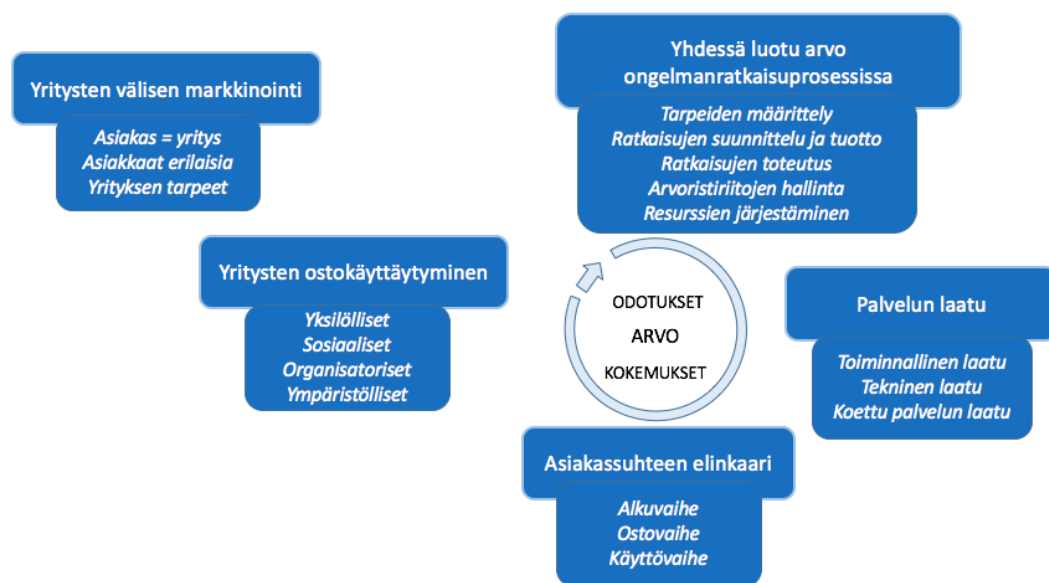 Yritysten välisen markkinointi
Asiakas = yritys
Asiakkaat erilaisia
Yrityksen tarpeet
Yhdessä luotu arvo
ongelmanratkaisuprosessissa
Tarpeiden määrittely
Ratkaisujen suunnittelu ja tuotto
Ratkaisujen toteutus
Arvoristiriitojen hallinta
Resurssien järjestäminen
Yritysten ostokäyttäytyminen
Yksilölliset
Sosiaaliset
Organisatoriset
Ympäristölliset
ODOTUKSET
ARVO
KOKEMUKSET
Palvelun laatu
Toiminnallinen laatu
Tekninen laatu
Koettu palvelun laatu
Asiakassuhteen elinkaari
Alkuvaihe
Ostovaihe
Käyttövaihe